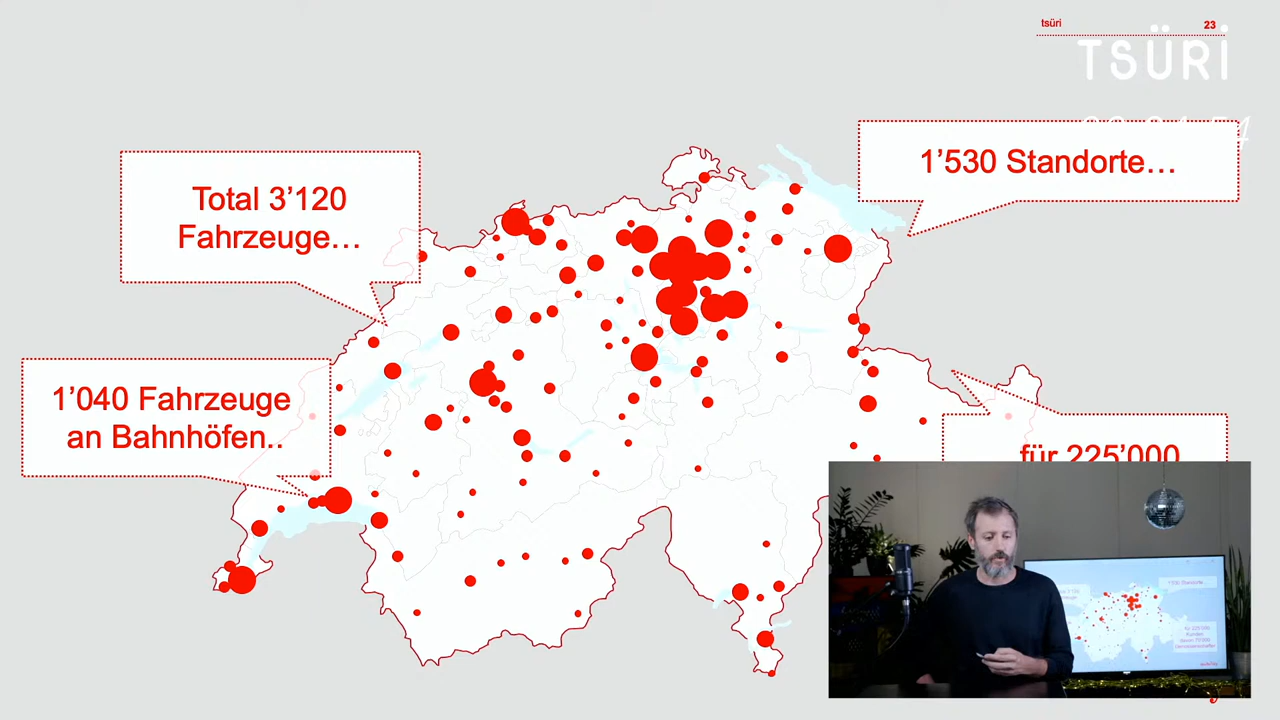 tsüri 23
TSÜRI
1'530 Standorte…
Total 3'120
Fahrzeuge…
1'040 Fahrzeuge
an Bahnhöfen..
für 225'000